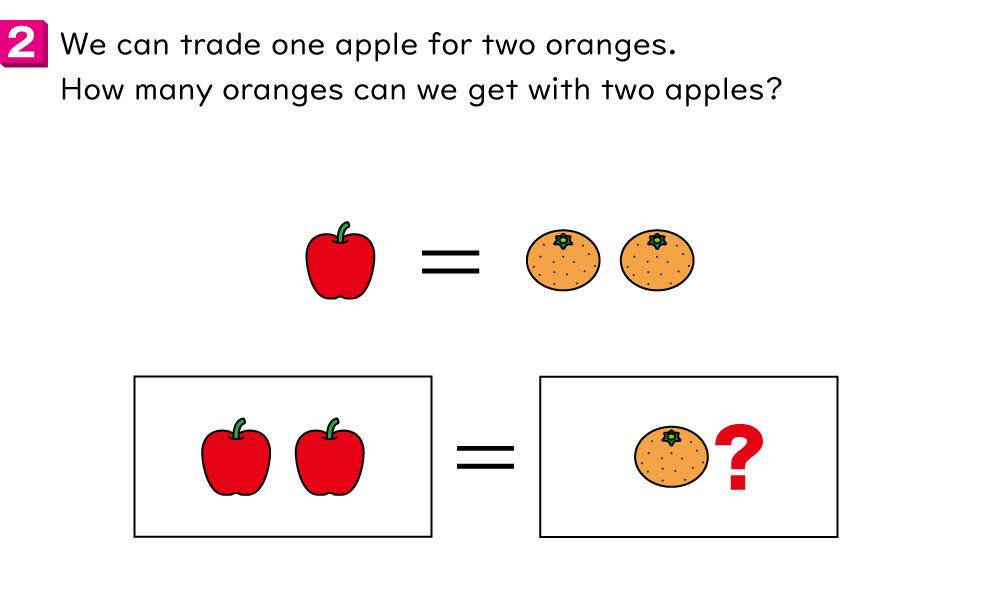 2 We can trade one apple for two oranges.
How many oranges can we get with two apples?
=
= ?